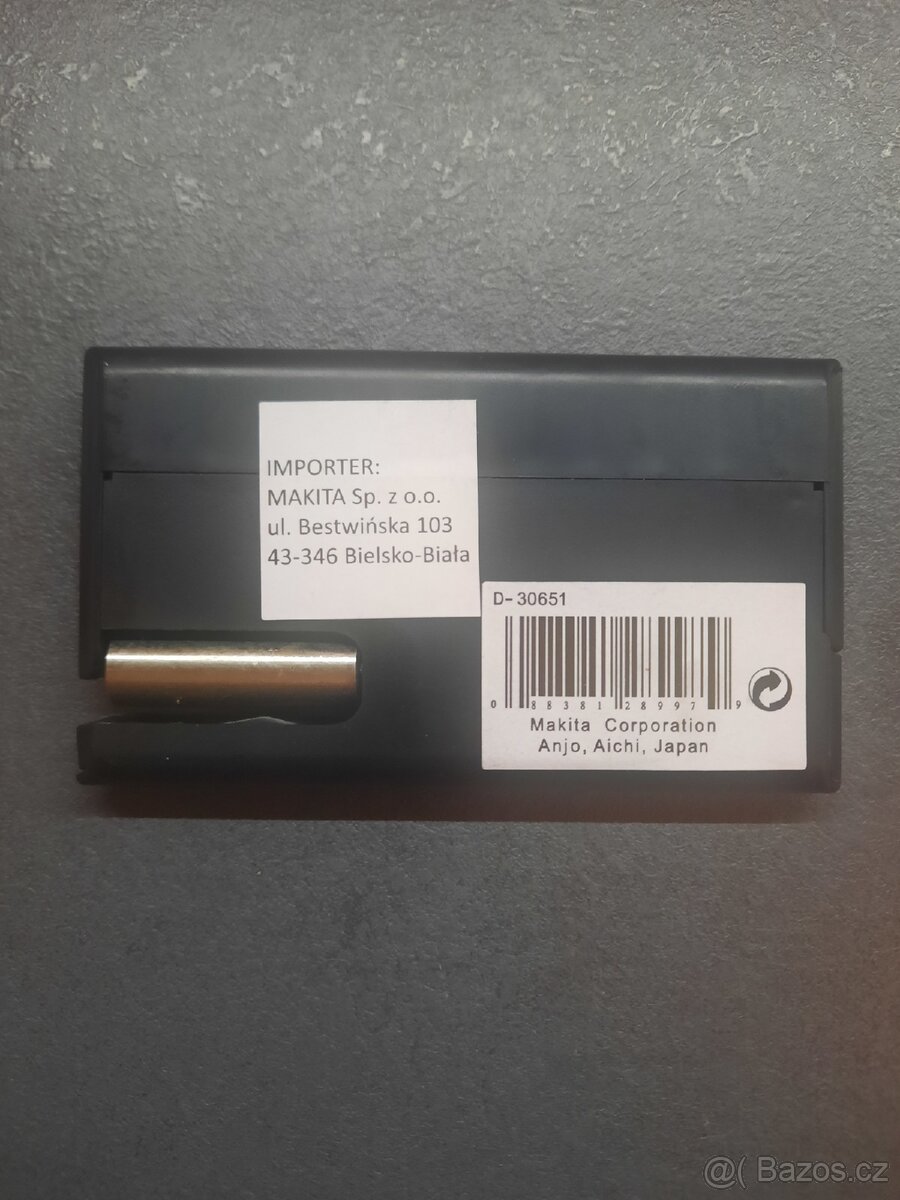 IMPORTER:
MAKITA Sp. z o.o.
ul. Bestwińska 103
43-346 Bielsko-Biała
D-30651
0 88381 28997 9
Makita Corporation
Anjo, Aichi, Japan
@( Bazos.cz